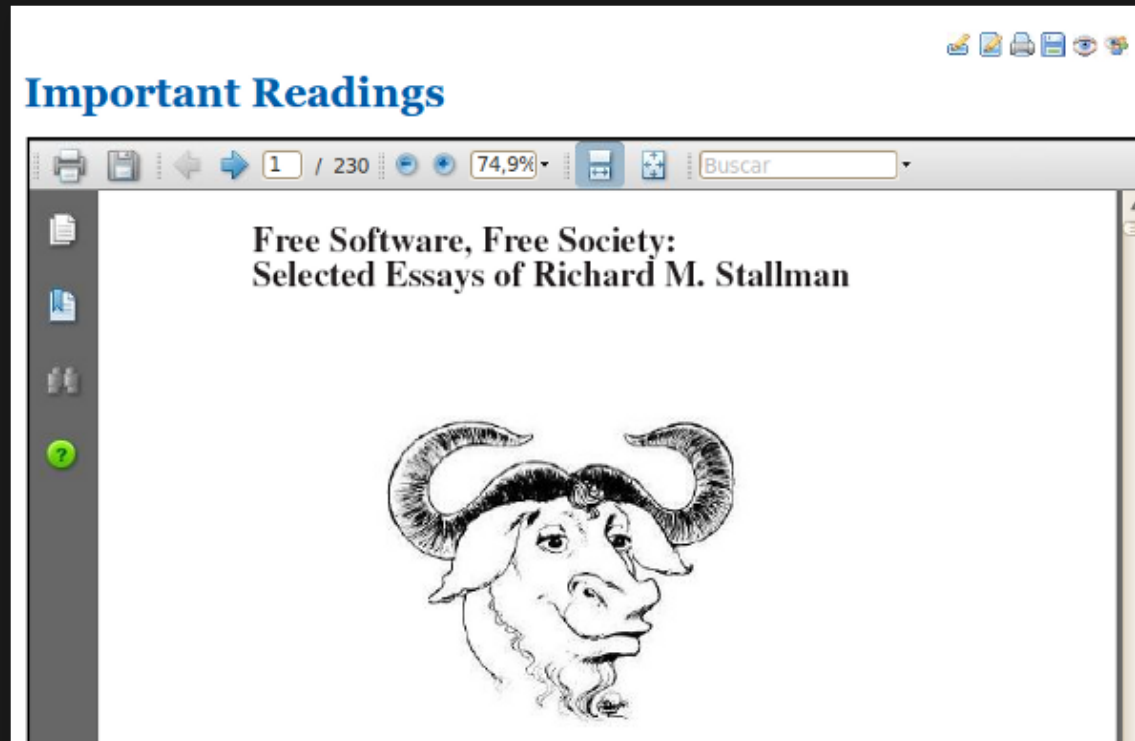 Important Readings
1 / 230 74,9% Buscar
Free Software, Free Society:
Selected Essays of Richard M. Stallman
?